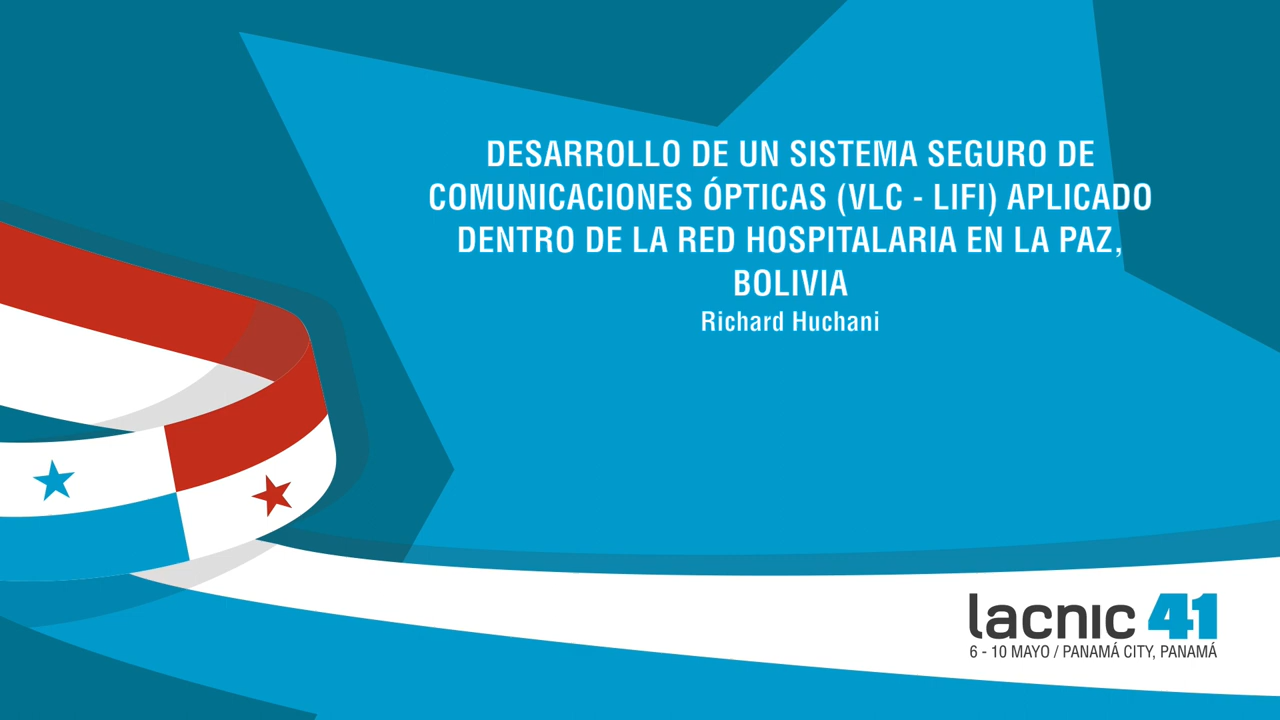 DESARROLLO DE UN SISTEMA SEGURO DE
COMUNICACIONES ÓPTICAS (VLC - LIFI) APLICADO
DENTRO DE LA RED HOSPITALARIA EN LA PAZ,
BOLIVIA
Richard Huchani
lacnic 41
6 - 10 MAYO / PANAMÁ CITY, PANAMÁ